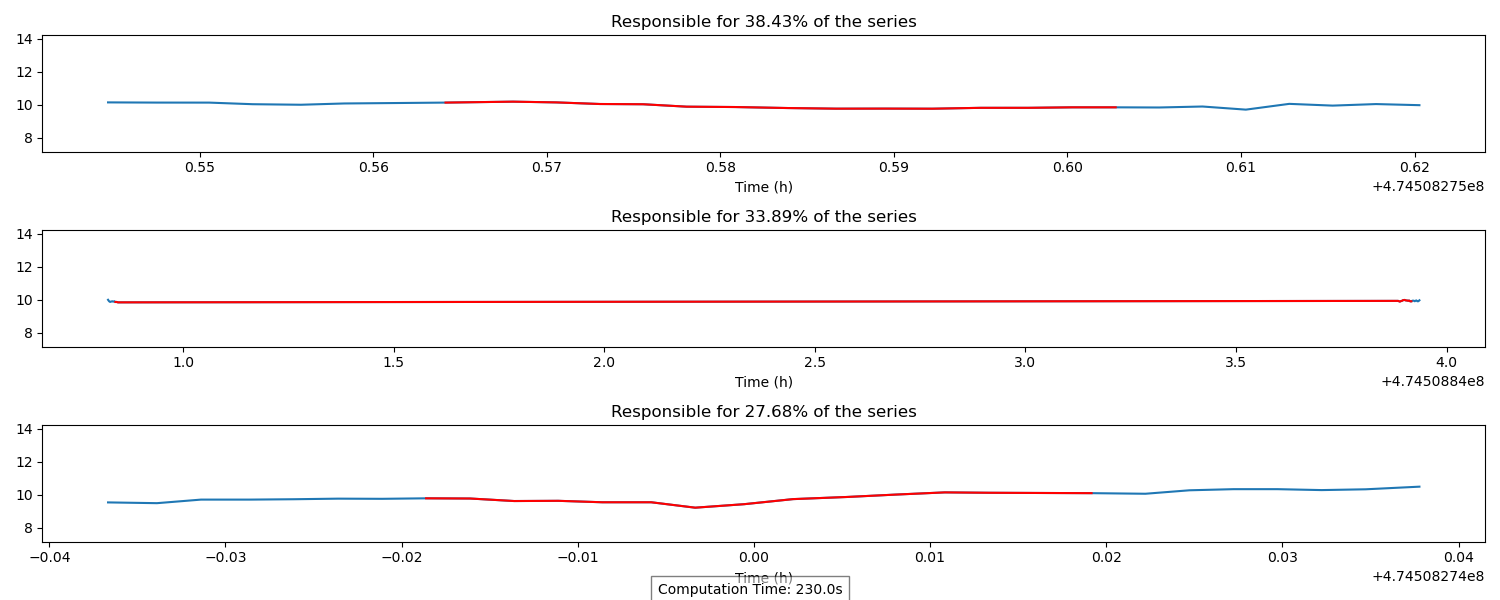 Responsible for 38.43% of the series
14
12
10
8
0.55 0.56 0.57 0.58 0.59 0.60 0.61 0.62
Time (h)
+4.74508275e8
Responsible for 33.89% of the series
14
12
10
8
1.0 1.5 2.0 2.5 3.0 3.5 4.0
Time (h)
+4.7450884e8
Responsible for 27.68% of the series
14
12
10
8
−0.04 −0.03 −0.02 −0.01 0.00 0.01 0.02 0.03 0.04
Time (h)
+4.74508274e8
Computation Time: 230.0s